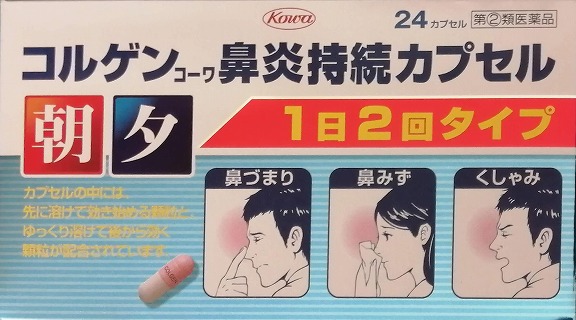 Kowa
24カプセル 第②類医薬品
コルゲンコーワ鼻炎持続カプセル
朝 夕
1日2回タイプ
鼻づまり 鼻みず くしゃみ
カプセルの中には、
先に溶けて効き始める顆粒と、
ゆっくり溶けて後から効く
顆粒が配合されています。